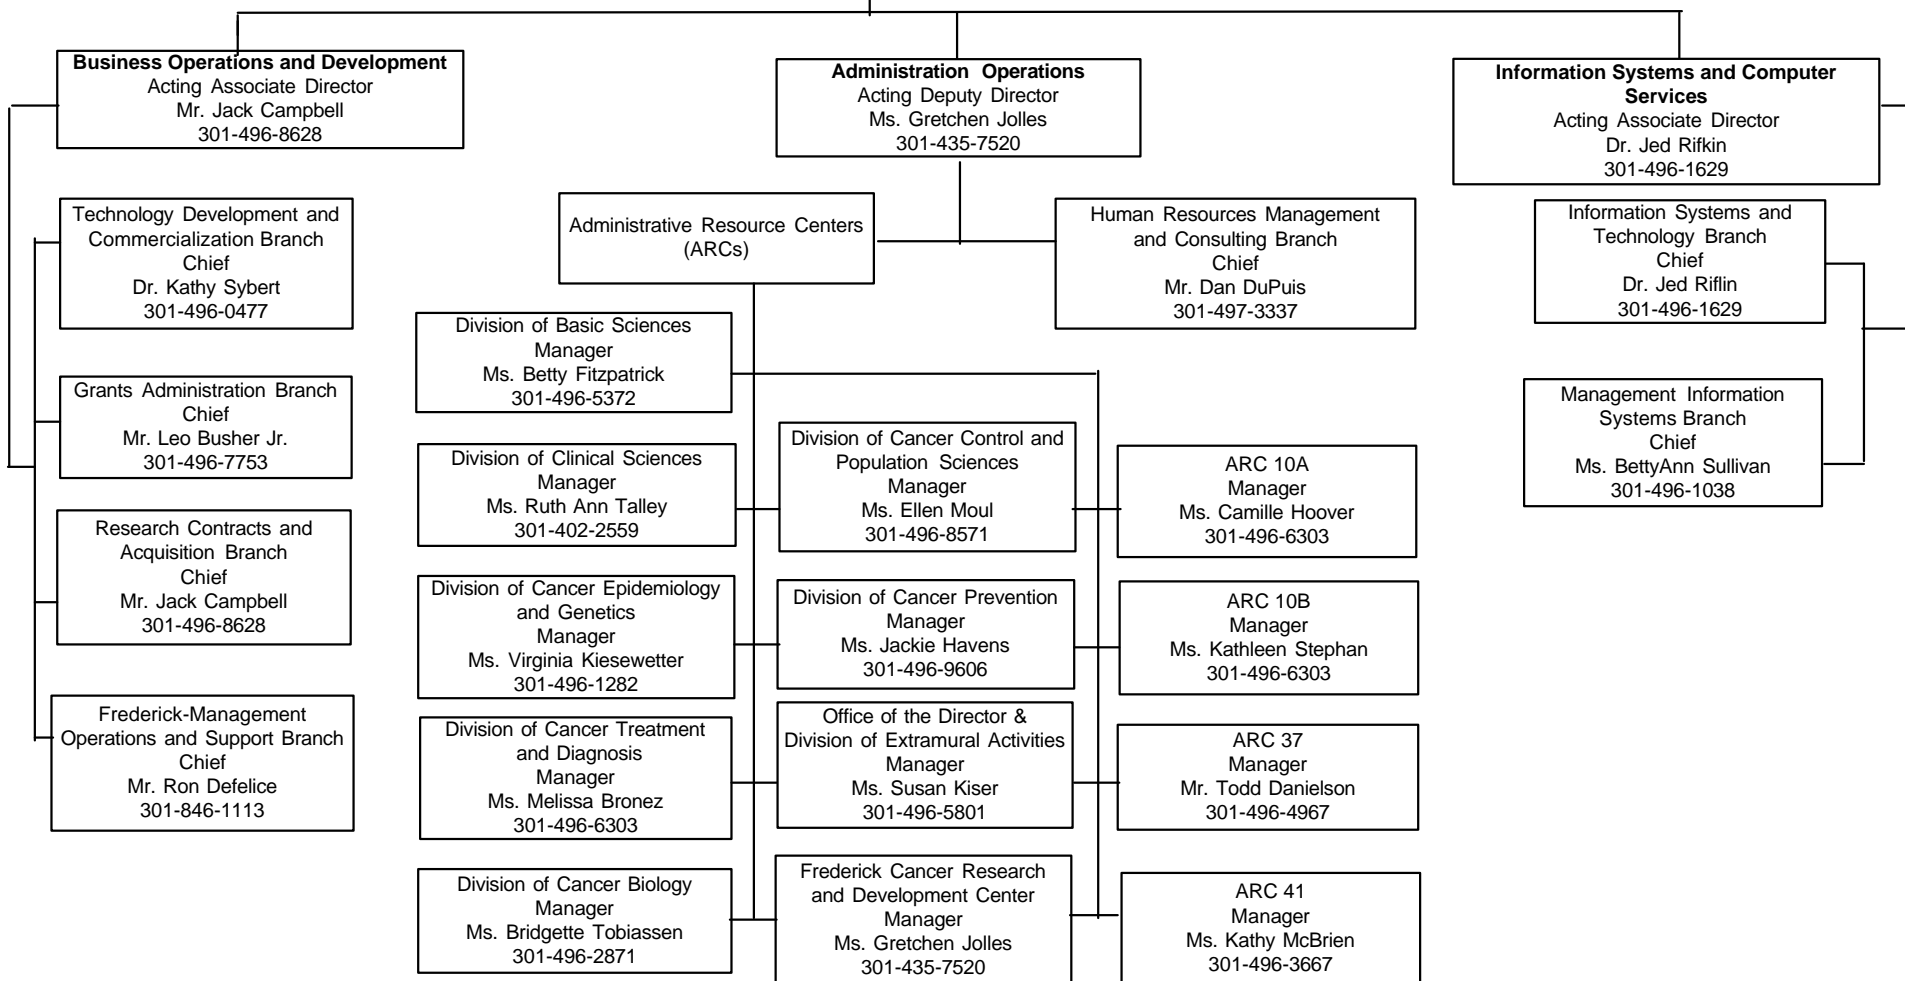 Business Operations and Development
Acting Associate Director
Mr. Jack Campbell
301-496-8628
Administration Operations
Acting Deputy Director
Ms. Gretchen Jolles
301-435-7520
Information Systems and Computer
Services
Acting Associate Director
Dr. Jed Rifkin
301-496-1629
Technology Development and
Commercialization Branch
Chief
Dr. Kathy Sybert
301-496-0477
Administrative Resource Centers
(ARCs)
Human Resources Management
and Consulting Branch
Chief
Mr. Dan DuPuis
301-497-3337
Information Systems and
Technology Branch
Chief
Dr. Jed Riflin
301-496-1629
Grants Administration Branch
Chief
Mr. Leo Busher Jr.
301-496-7753
Division of Basic Sciences
Manager
Ms. Betty Fitzpatrick
301-496-5372
Management Information
Systems Branch
Chief
Ms. BettyAnn Sullivan
301-496-1038
Research Contracts and
Acquisition Branch
Chief
Mr. Jack Campbell
301-496-8628
Division of Clinical Sciences
Manager
Ms. Ruth Ann Talley
301-402-2559
Division of Cancer Control and
Population Sciences
Manager
Ms. Ellen Moul
301-496-8571
ARC 10A
Manager
Ms. Camille Hoover
301-496-6303
Division of Cancer Epidemiology
and Genetics
Manager
Ms. Virginia Kiesewetter
301-496-1282
Division of Cancer Prevention
Manager
Ms. Jackie Havens
301-496-9606
ARC 10B
Manager
Ms. Kathleen Stephan
301-496-6303
Frederick-Management
Operations and Support Branch
Chief
Mr. Ron Defelice
301-846-1113
Division of Cancer Treatment
and Diagnosis
Manager
Ms. Melissa Bronez
301-496-6303
Office of the Director &
Division of Extramural Activities
Manager
Ms. Susan Kiser
301-496-5801
ARC 37
Manager
Mr. Todd Danielson
301-496-4967
Division of Cancer Biology
Manager
Ms. Bridgette Tobiassen
301-496-2871
Frederick Cancer Research
and Development Center
Manager
Ms. Gretchen Jolles
301-435-7520
ARC 41
Manager
Ms. Kathy McBrien
301-496-3667